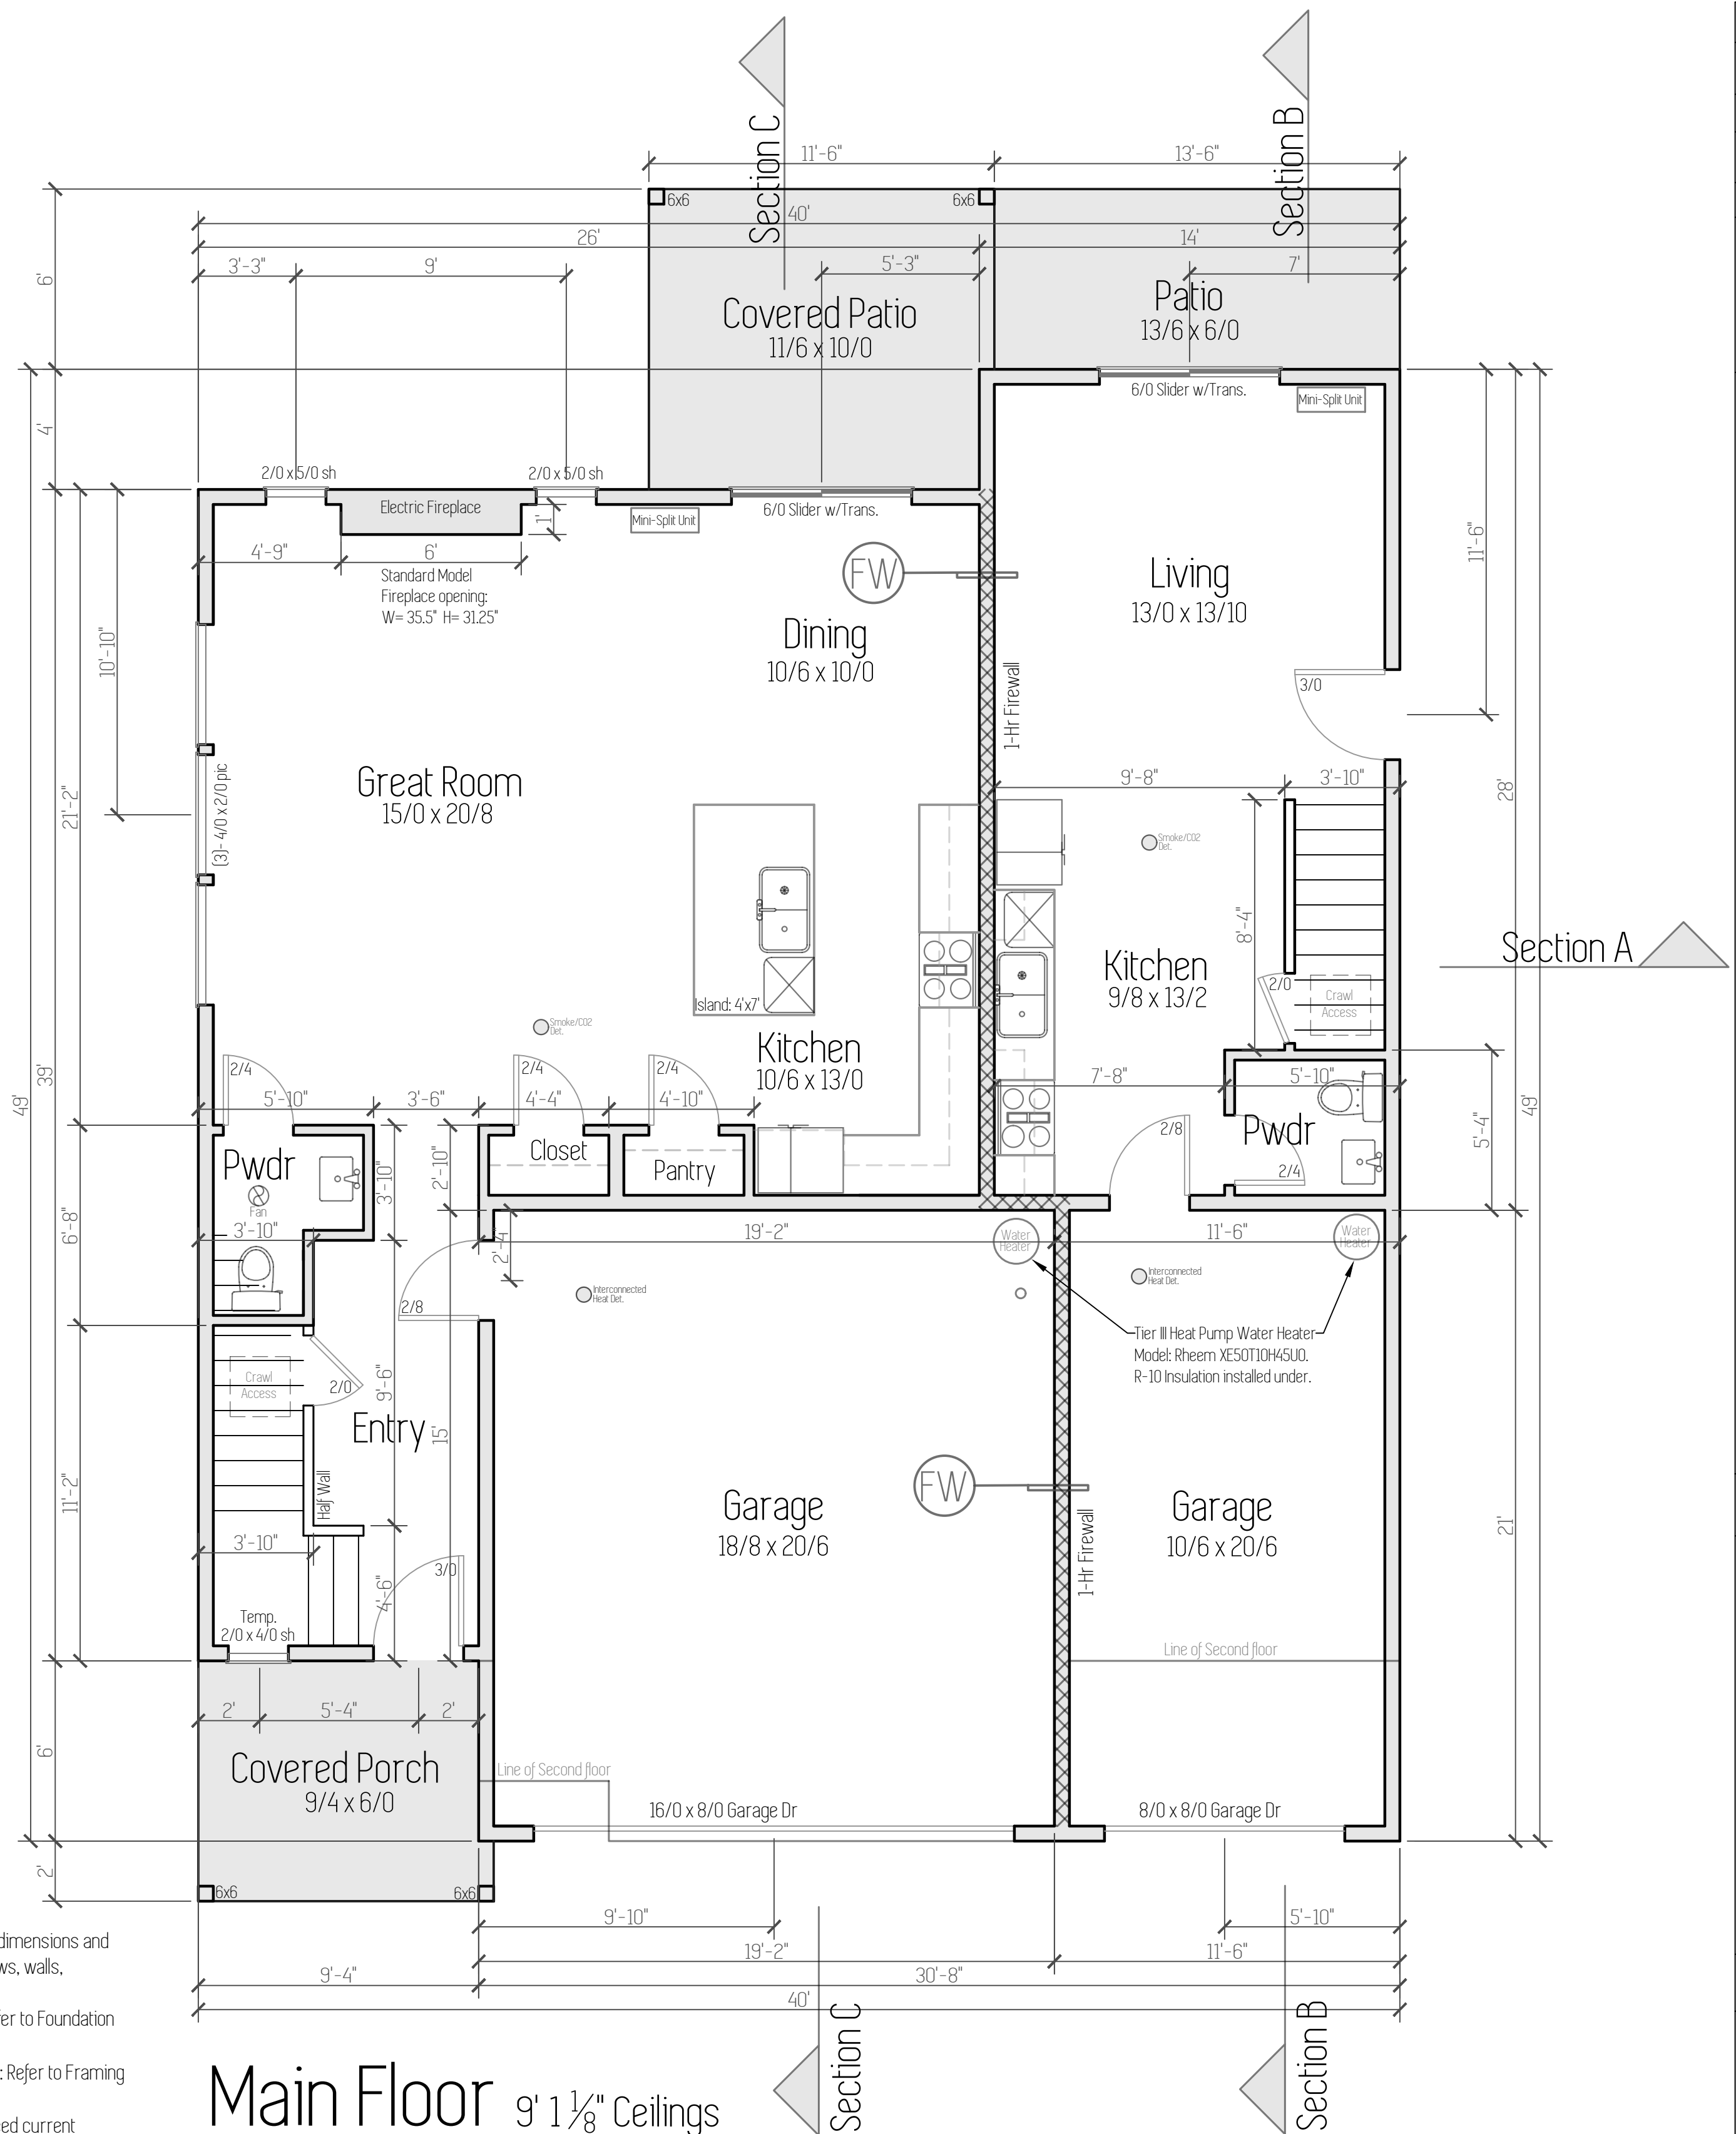 Section C
Section B
11'-6"
13'-6"
6x6
6x6
40'
26'
14'
3'-3"
9'
5'-3"
7'
6'
Covered Patio
11/6 x 10/0
Patio
13/6 x 6/0
4'
6/0 Slider w/Trans.
Mini-Split Unit
2/0 x 5/0 sh
2/0 x 5/0 sh
Electric Fireplace
1'
Mini-Split Unit
6/0 Slider w/Trans.
4'-9"
6'
Standard Model
Fireplace opening:
W= 35.5" H= 31.25"
FW
11'-6"
Living
13/0 x 13/10
Dining
10/6 x 10/0
10'-10"
1-Hr Firewall
3/0
Great Room
15/0 x 20/8
(3)- 4/0 x 2/0 pic
21'-2"
9'-8"
3'-10"
28'
Smoke/CO2
Det.
8'-4"
Section A
Kitchen
9/8 x 13/2
2/0
Crawl
Access
Island: 4'x7'
Smoke/CO2
Det.
Kitchen
10/6 x 13/0
39'
49'
49'
2/4
2/4
2/4
5'-10"
3'-6"
4'-4"
4'-10"
7'-8"
5'-10"
5'-4"
2/8
Pwdr
2/4
Closet
Pantry
Pwdr
Fan
3'-10"
2'-10"
6'-8"
3'-10"
2'-4"
19'-2"
Water
Heater
11'-6"
Water
Heater
Interconnected
Heat Det.
Interconnected
Heat Det.
2/8
Tier III Heat Pump Water Heater
Model: Rheem XE50T10H45U0.
R-10 Insulation installed under.
Crawl
Access
2/0
9'-6"
Entry
15'
Half Wall
11'-2"
FW
Garage
18/8 x 20/6
1-Hr Firewall
Garage
10/6 x 20/6
21'
3'-10"
3/0
4'-6"
Temp.
2/0 x 4/0 sh
Line of Second floor
2'
5'-4"
2'
6'
Covered Porch
9/4 x 6/0
Line of Second floor
16/0 x 8/0 Garage Dr
8/0 x 8/0 Garage Dr
2'
6x6
6x6
9'-10"
5'-10"
19'-2"
11'-6"
9'-4"
30'-8"
40'
dimensions and
ws, walls,
er to Foundation
: Refer to Framing
ed current
Section C
Section B
Main Floor 9' 1 1/8" Ceilings